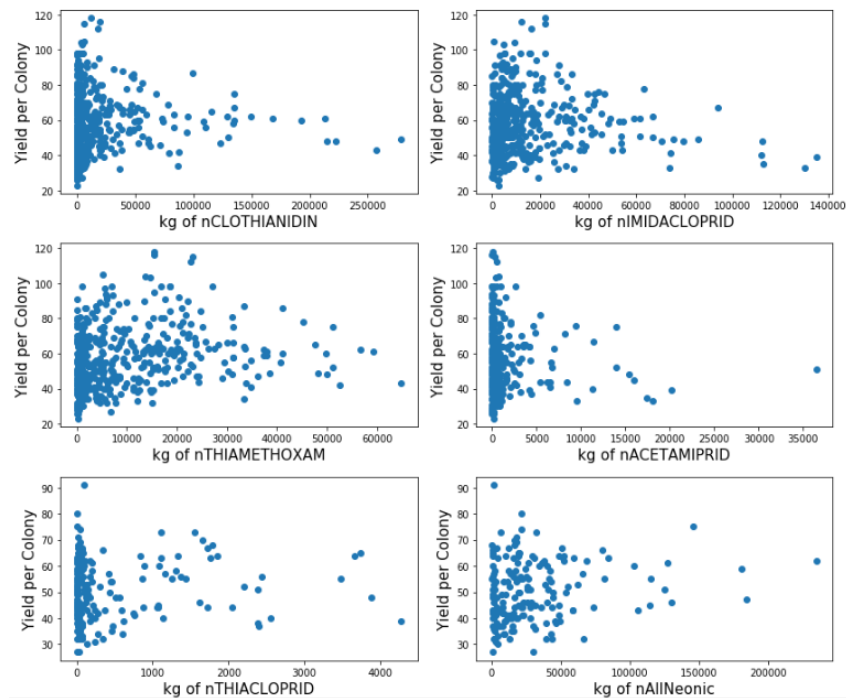 120
100
80
60
40
20
Yield per Colony
0 50000 100000 150000 200000 250000
kg of nCLOTHIANIDIN
120
100
80
60
40
20
Yield per Colony
0 20000 40000 60000 80000 100000 120000 140000
kg of nIMIDACLOPRID
120
100
80
60
40
20
Yield per Colony
0 10000 20000 30000 40000 50000 60000
kg of nTHIAMETHOXAM
120
100
80
60
40
20
Yield per Colony
0 5000 10000 15000 20000 25000 30000 35000
kg of nACETAMIPRID
90
80
70
60
50
40
30
Yield per Colony
0 1000 2000 3000 4000
kg of nTHIACLOPRID
90
80
70
60
50
40
30
Yield per Colony
0 50000 100000 150000 200000
kg of nAllNeonic